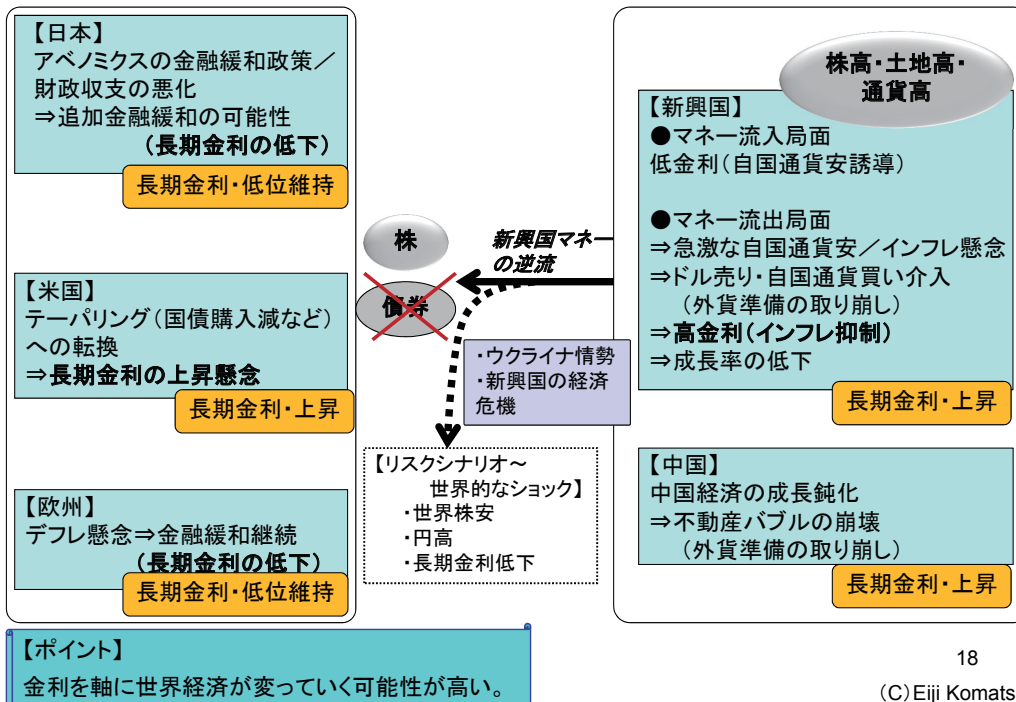 【日本】
アベノミクスの金融緩和政策／
財政収支の悪化
⇒追加金融緩和の可能性
（長期金利の低下）
長期金利・低位維持
【米国】
テーパリング（国債購入減など）
への転換
⇒長期金利の上昇懸念
長期金利・上昇
【欧州】
デフレ懸念⇒金融緩和継続
（長期金利の低下）
長期金利・低位維持
株
債券
新興国マネー
の逆流
・ウクライナ情勢
・新興国の経済
危機
【リスクシナリオ～
世界的なショック】
・世界株安
・円高
・長期金利低下
株高・土地高・
通貨高
【新興国】
●マネー流入局面
低金利（自国通貨安誘導）
●マネー流出局面
⇒急激な自国通貨安／インフレ懸念
⇒ドル売り・自国通貨買い介入
（外貨準備の取り崩し）
⇒高金利（インフレ抑制）
⇒成長率の低下
長期金利・上昇
【中国】
中国経済の成長鈍化
⇒不動産バブルの崩壊
（外貨準備の取り崩し）
長期金利・上昇
【ポイント】
金利を軸に世界経済が変っていく可能性が高い。
18
（C）Eiji Komats